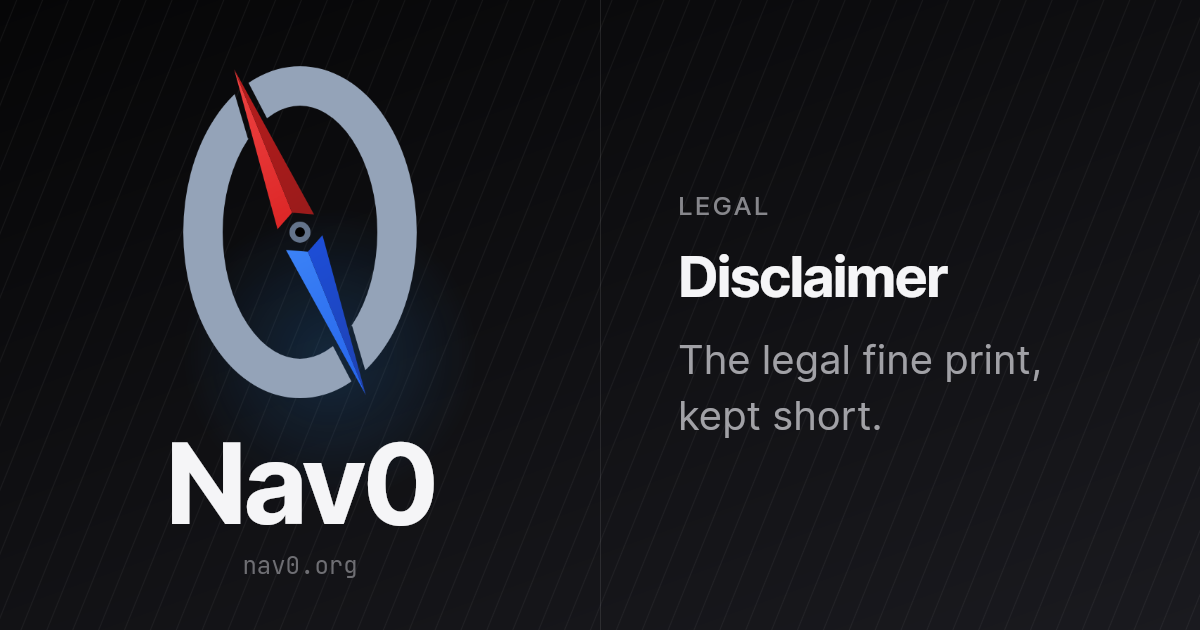 Nav0
nav0.org
LEGAL
Disclaimer
The legal fine print,
kept short.